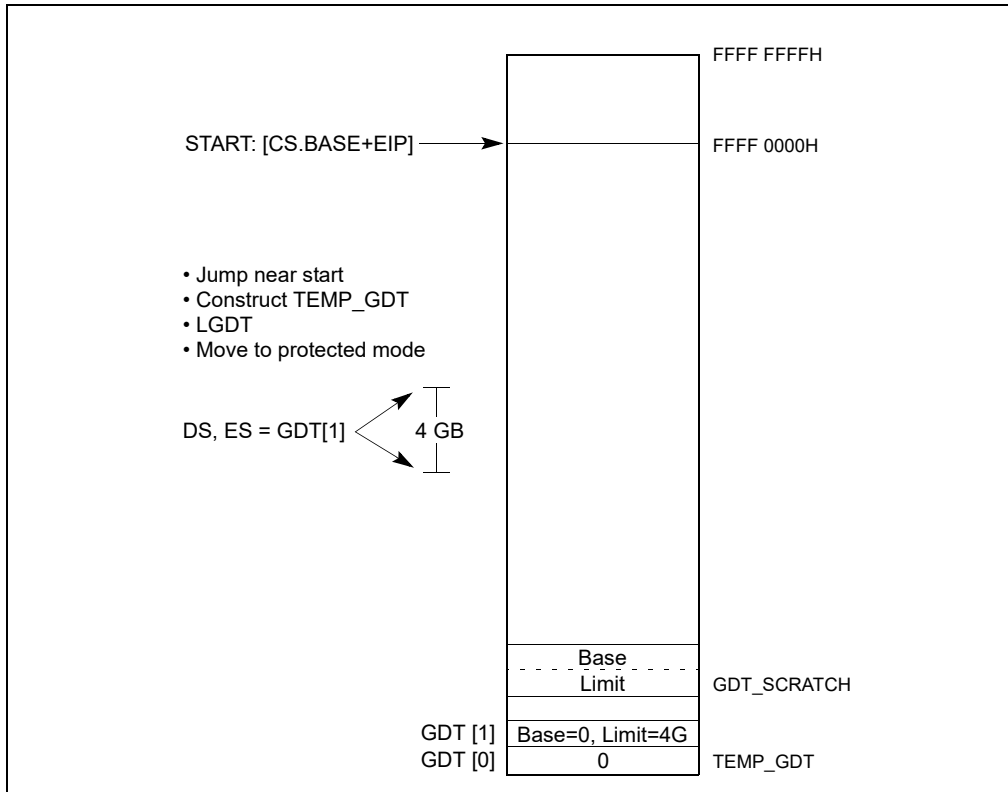 FFFF FFFFH
START: [CS.BASE+EIP]
FFFF 0000H
• Jump near start
• Construct TEMP_GDT
• LGDT
• Move to protected mode
DS, ES = GDT[1]
4 GB
Base
Limit
GDT_SCRATCH
GDT [1]
Base=0, Limit=4G
GDT [0]
0
TEMP_GDT